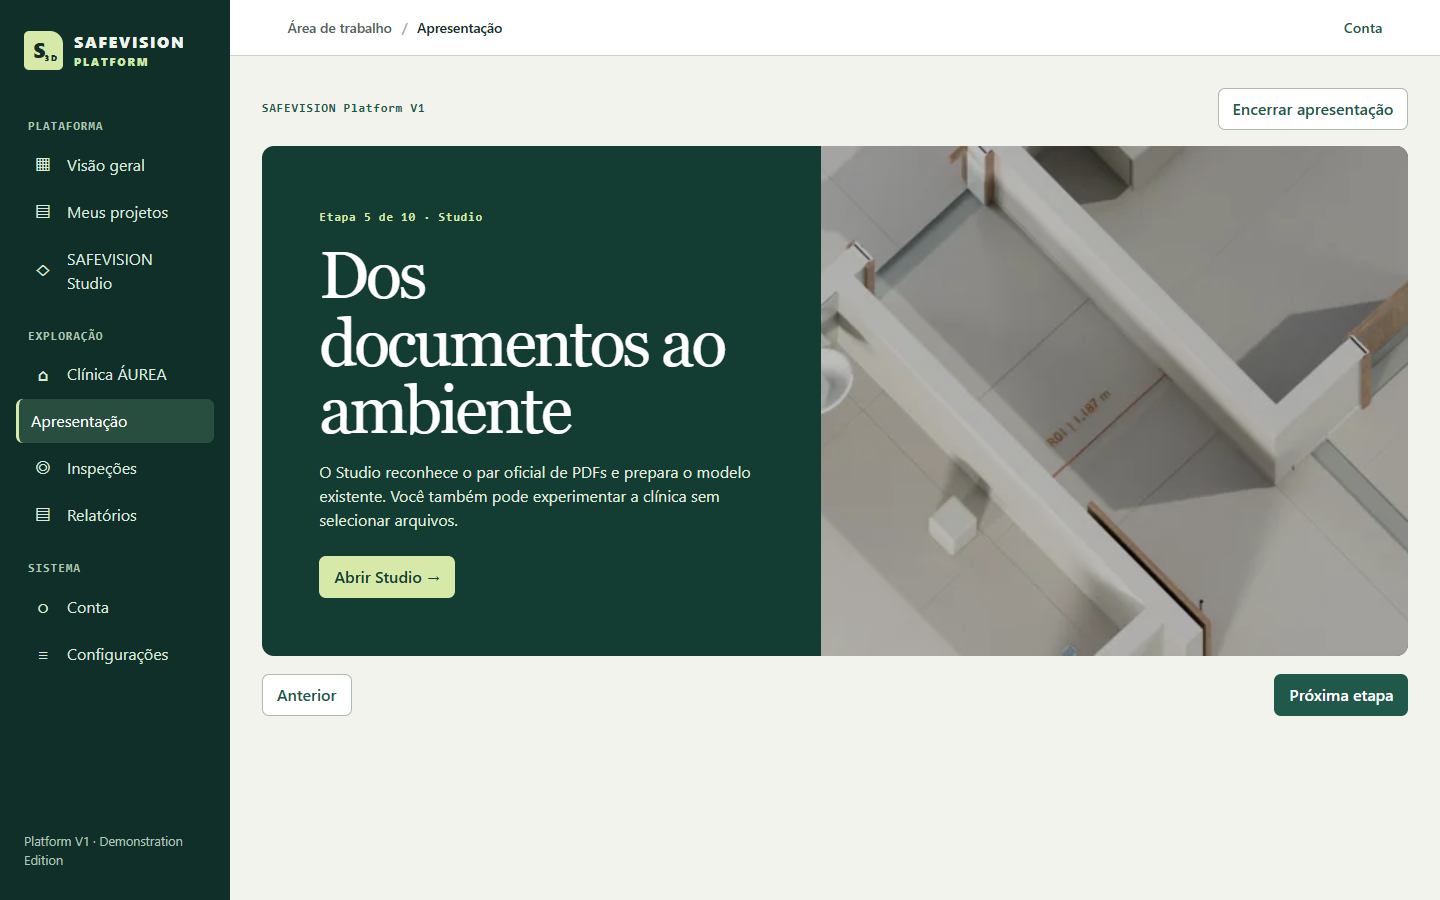 S3D
SAFEVISION
PLATFORM
PLATAFORMA
Visão geral
Meus projetos
SAFEVISION
Studio
EXPLORAÇÃO
Clínica ÁUREA
Apresentação
Inspeções
Relatórios
SISTEMA
Conta
Configurações
Platform V1 · Demonstration
Edition
Área de trabalho / Apresentação
Conta
SAFEVISION Platform V1
Encerrar apresentação
Etapa 5 de 10 · Studio
Dos
documentos ao
ambiente
O Studio reconhece o par oficial de PDFs e prepara o modelo
existente. Você também pode experimentar a clínica sem
selecionar arquivos.
Abrir Studio →
Anterior
Próxima etapa